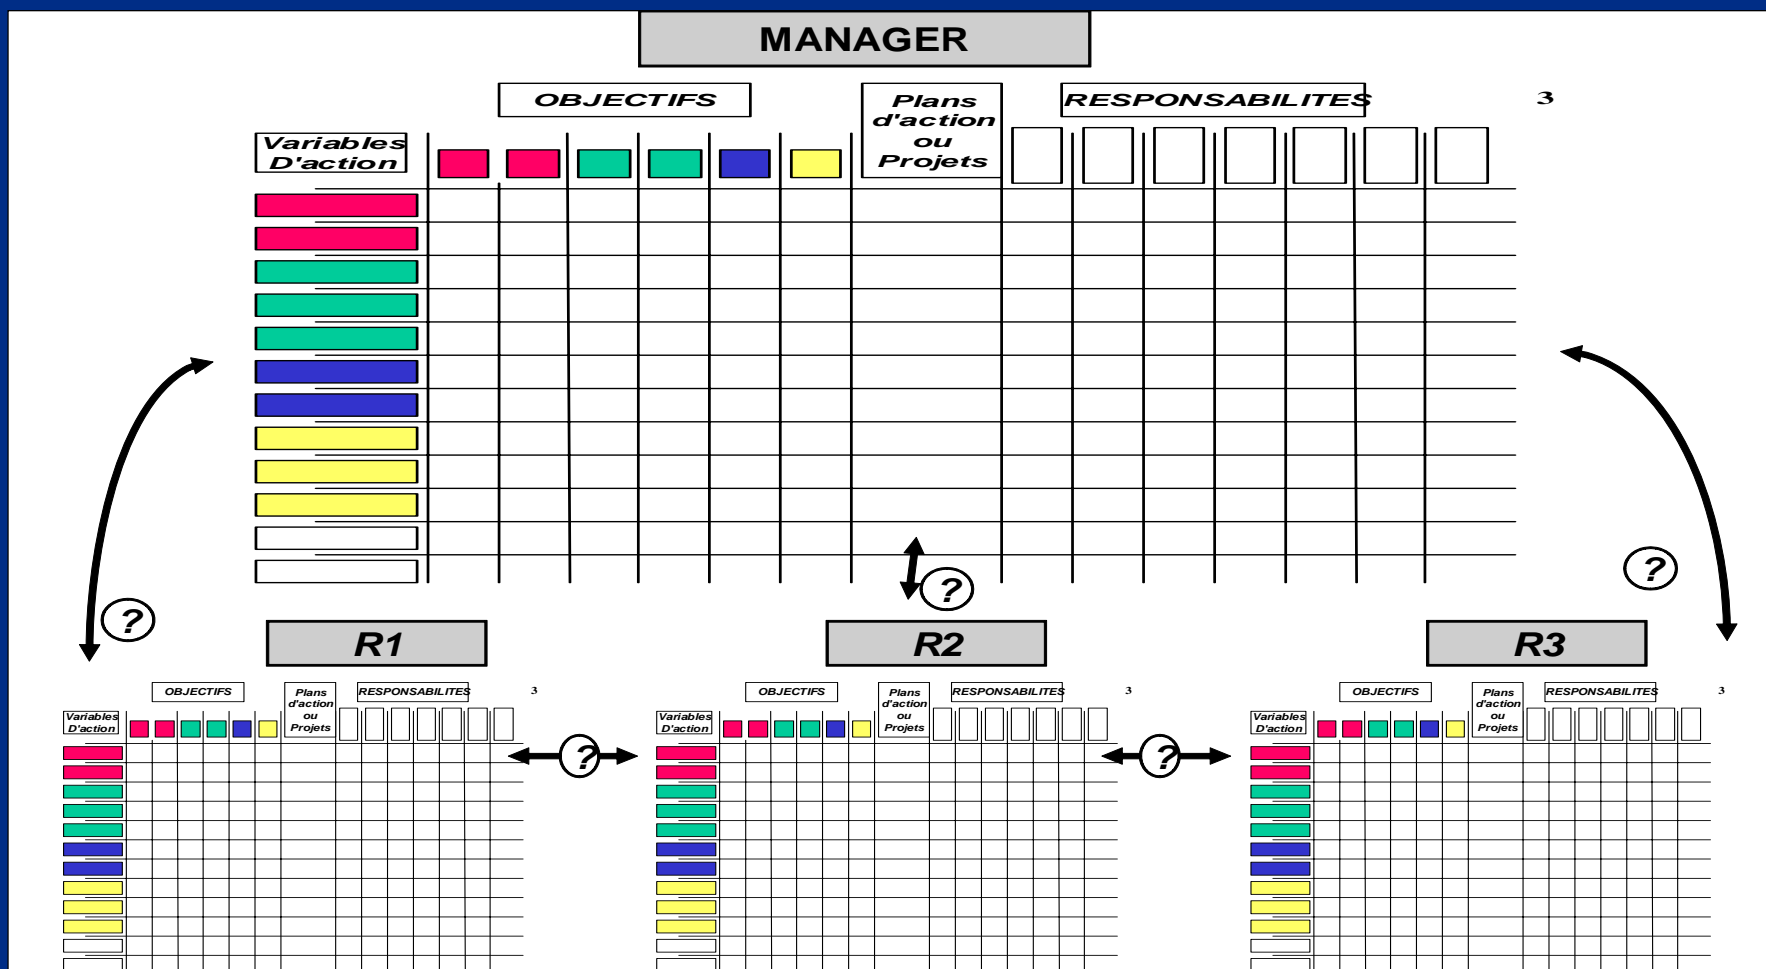 MANAGER
OBJECTIFS
Plans
d'action
ou
Projets
RESPONSABILITES
3
Variables
D'action
?
?
?
R1
R2
R3
OBJECTIFS
Plans
d'action
ou
Projets
RESPONSABILITES
3
Variables
D'action
?
OBJECTIFS
Plans
d'action
ou
Projets
RESPONSABILITES
3
Variables
D'action
?
OBJECTIFS
Plans
d'action
ou
Projets
RESPONSABILITES
3
Variables
D'action